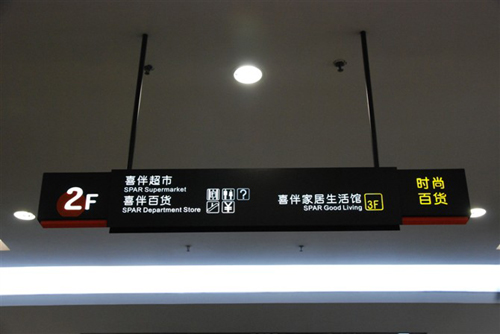 2F
喜伴超市
SPAR Supermarket
喜伴百货
SPAR Department Store
?
¥
喜伴家居生活馆
SPAR Good Living
3F
时尚
百货